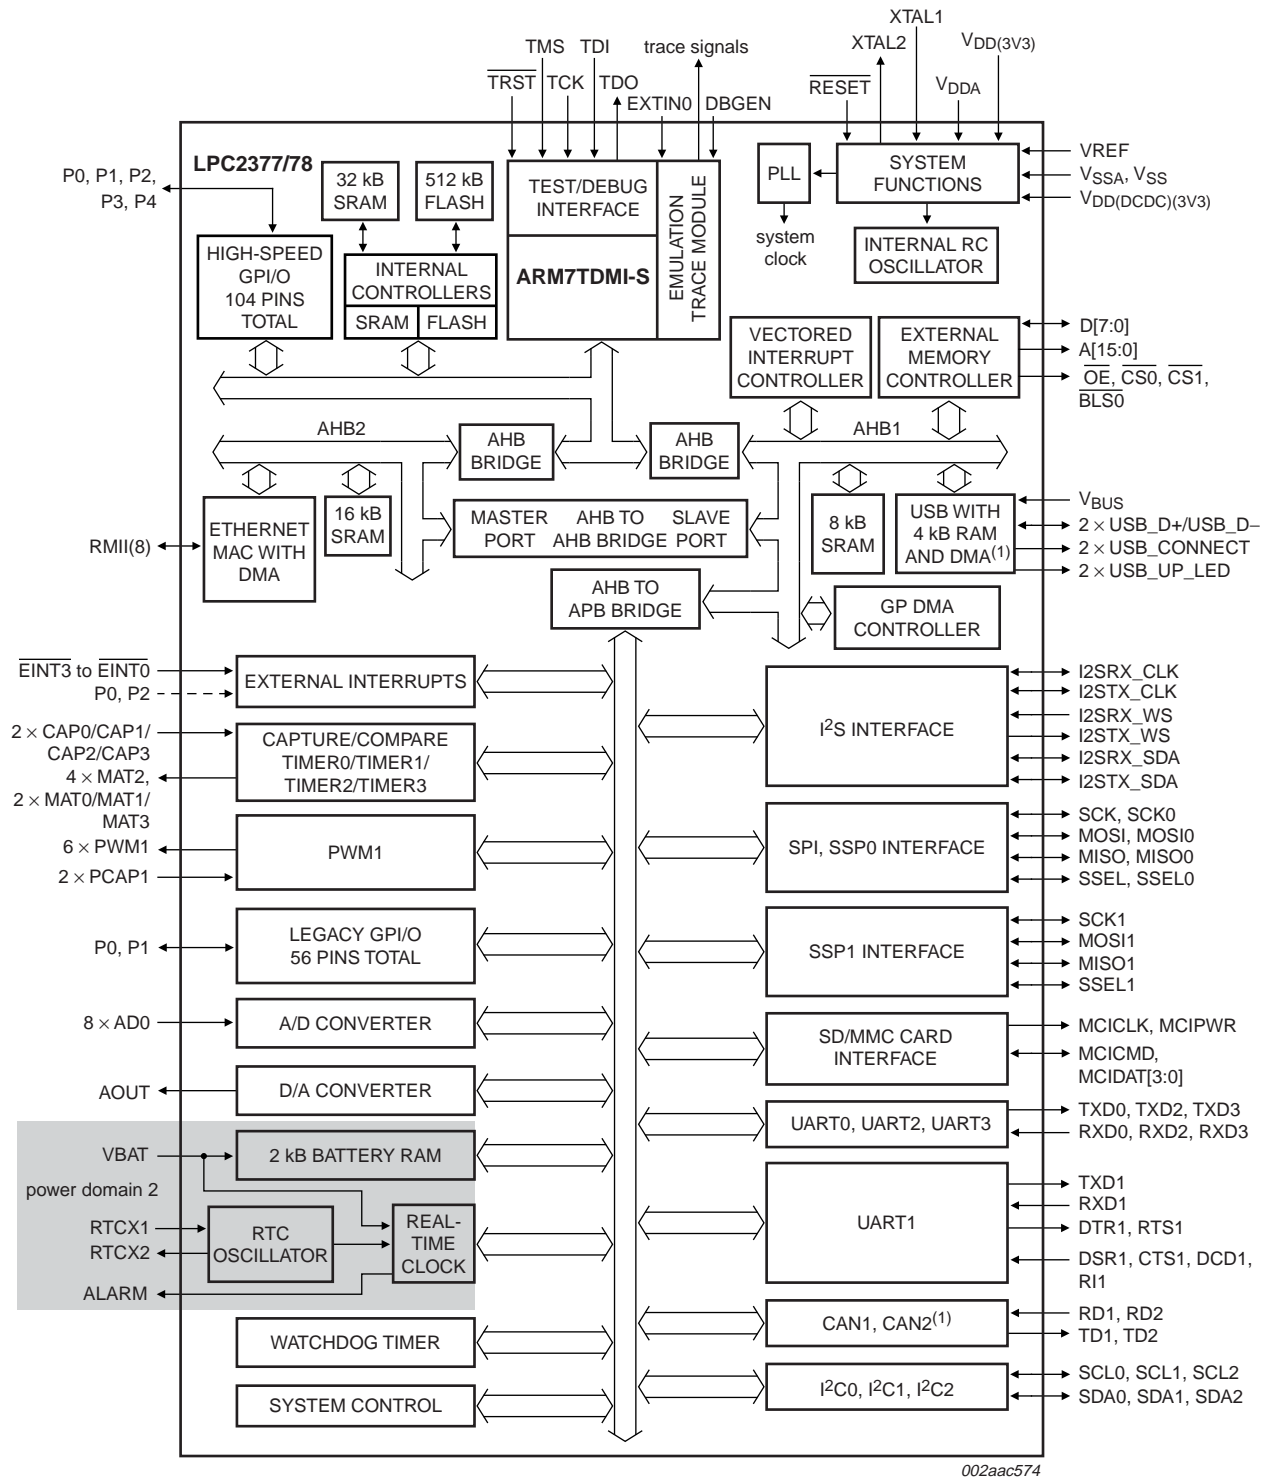 XTAL1
XTAL2
VDD(3V3)
TMS TDI
trace signals
TRST TCK TDO
RESET
VDDA
EXTIN0 DBGEN
LPC2377/78
P0, P1, P2,
P3, P4
32 kB
SRAM
512 kB
FLASH
TEST/DEBUG
INTERFACE
EMULATION
TRACE MODULE
PLL
SYSTEM
FUNCTIONS
VREF
VSSA, VSS
VDD(DCDC)(3V3)
system
clock
INTERNAL RC
OSCILLATOR
HIGH-SPEED
GPI/O
104 PINS
TOTAL
INTERNAL
CONTROLLERS
SRAM FLASH
ARM7TDMI-S
VECTORED
INTERRUPT
CONTROLLER
EXTERNAL
MEMORY
CONTROLLER
D[7:0]
A[15:0]
OE, CS0, CS1,
BLS0
AHB2
AHB
BRIDGE
AHB
BRIDGE
AHB1
RMII(8)
ETHERNET
MAC WITH
DMA
16 kB
SRAM
MASTER
PORT
AHB TO
AHB BRIDGE
SLAVE
PORT
8 kB
SRAM
USB WITH
4 kB RAM
AND DMA(1)
VBUS
2 × USB_D+/USB_D−
2 × USB_CONNECT
2 × USB_UP_LED
AHB TO
APB BRIDGE
GP DMA
CONTROLLER
EINT3 to EINT0
P0, P2
EXTERNAL INTERRUPTS
2 × CAP0/CAP1/
CAP2/CAP3
4 × MAT2,
2 × MAT0/MAT1/
MAT3
CAPTURE/COMPARE
TIMER0/TIMER1/
TIMER2/TIMER3
6 × PWM1
2 × PCAP1
PWM1
P0, P1
LEGACY GPI/O
56 PINS TOTAL
8 × AD0
A/D CONVERTER
AOUT
D/A CONVERTER
VBAT
2 kB BATTERY RAM
power domain 2
RTCX1
RTCX2
RTC
OSCILLATOR
REAL-
TIME
CLOCK
ALARM
WATCHDOG TIMER
SYSTEM CONTROL
I2S INTERFACE
I2SRX_CLK
I2STX_CLK
I2SRX_WS
I2STX_WS
I2SRX_SDA
I2STX_SDA
SPI, SSP0 INTERFACE
SCK, SCK0
MOSI, MOSI0
MISO, MISO0
SSEL, SSEL0
SSP1 INTERFACE
SCK1
MOSI1
MISO1
SSEL1
SD/MMC CARD
INTERFACE
MCICLK, MCIPWR
MCICMD,
MCIDAT[3:0]
UART0, UART2, UART3
TXD0, TXD2, TXD3
RXD0, RXD2, RXD3
UART1
TXD1
RXD1
DTR1, RTS1
DSR1, CTS1, DCD1,
RI1
CAN1, CAN2(1)
RD1, RD2
TD1, TD2
I2C0, I2C1, I2C2
SCL0, SCL1, SCL2
SDA0, SDA1, SDA2
002aac574